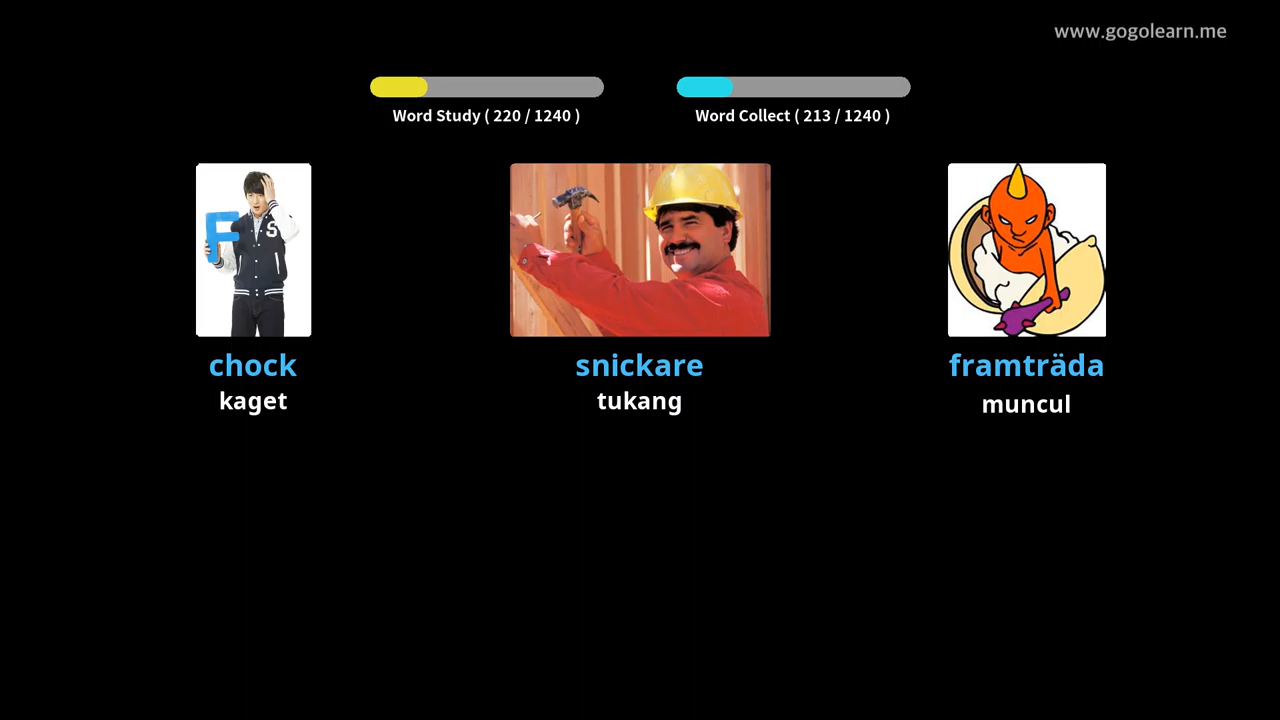 www.gogolearn.me
Word Study ( 220 / 1240 )
Word Collect ( 213 / 1240 )
F
S
chock
snickare
framträda
kaget
tukang
muncul